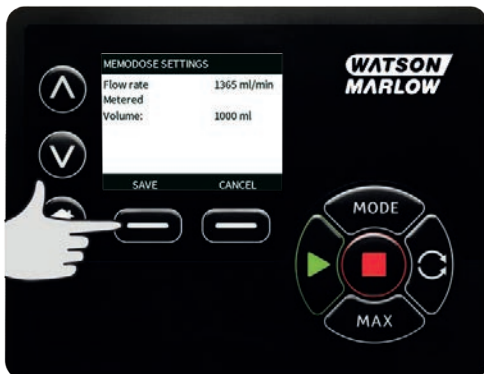 MEMODOSE SETTINGS
Flow rate 1365 ml/min
Metered
Volume: 1000 ml
SAVE CANCEL
WATSON
MARLOW
MODE
MAX